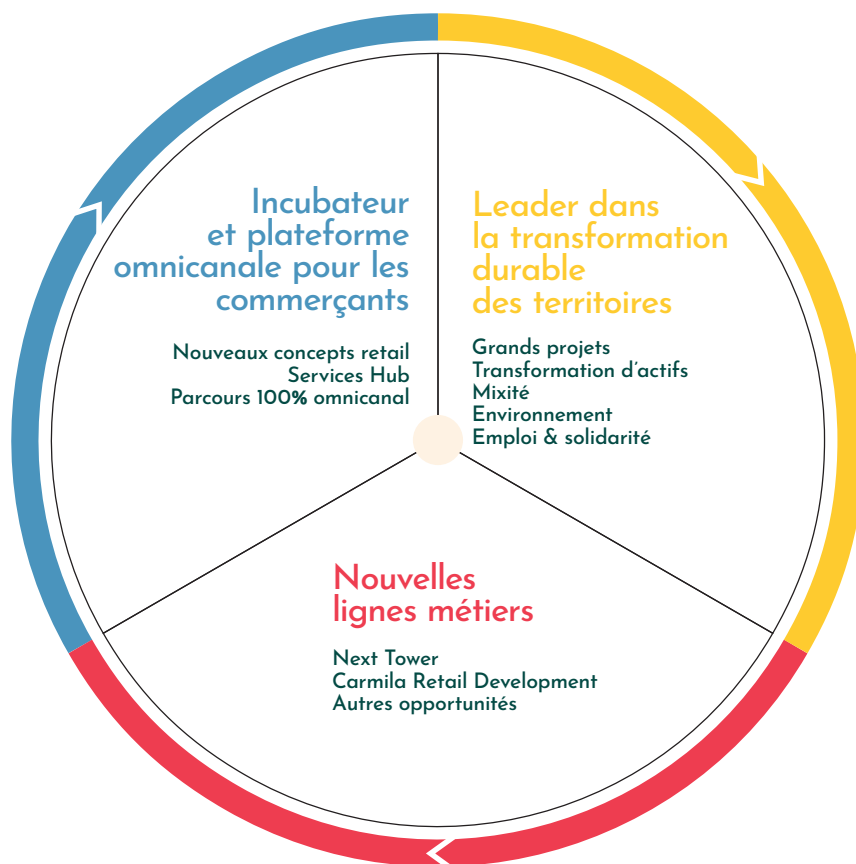 Incubateur
et plateforme
omnicanale pour les
commerçants
Nouveaux concepts retail
Services Hub
Parcours 100% omnicanal
Leader dans
la transformation
durable
des territoires
Grands projets
Transformation d'actifs
Mixité
Environnement
Emploi & solidarité
Nouvelles
lignes métiers
Next Tower
Carmila Retail Development
Autres opportunités